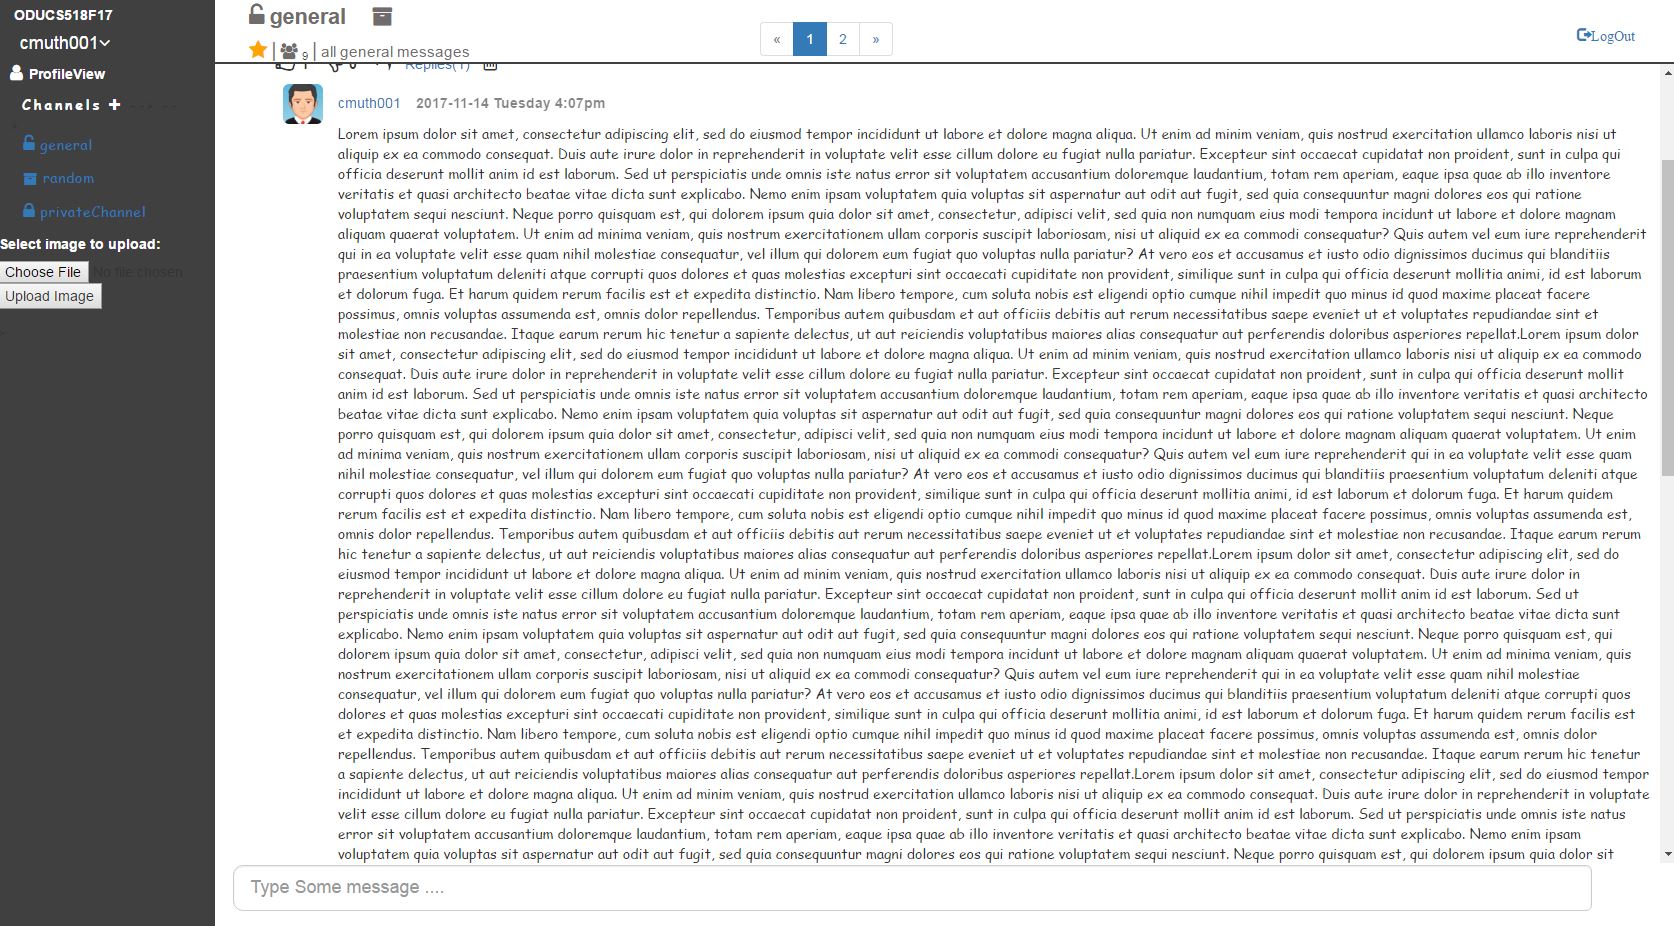 ODUCS518F17
cmuth001
ProfileView
Channels
general
random
privateChannel
Select image to upload:
Choose File No file chosen
Upload Image
general
« 1 2 »
LogOut
9 | all general messages
Replies(1)
cmuth001 2017-11-14 Tuesday 4:07pm
Lorem ipsum dolor sit amet, consectetur adipiscing elit, sed do eiusmod tempor incididunt ut labore et dolore magna aliqua. Ut enim ad minim veniam, quis nostrud exercitation ullamco laboris nisi ut
aliquip ex ea commodo consequat. Duis aute irure dolor in reprehenderit in voluptate velit esse cillum dolore eu fugiat nulla pariatur. Excepteur sint occaecat cupidatat non proident, sunt in culpa qui
officia deserunt mollit anim id est laborum. Sed ut perspiciatis unde omnis iste natus error sit voluptatem accusantium doloremque laudantium, totam rem aperiam, eaque ipsa quae ab illo inventore
veritatis et quasi architecto beatae vitae dicta sunt explicabo. Nemo enim ipsam voluptatem quia voluptas sit aspernatur aut odit aut fugit, sed quia consequuntur magni dolores eos qui ratione
voluptatem sequi nesciunt. Neque porro quisquam est, qui dolorem ipsum quia dolor sit amet, consectetur, adipisci velit, sed quia non numquam eius modi tempora incidunt ut labore et dolore magnam
aliquam quaerat voluptatem. Ut enim ad minima veniam, quis nostrum exercitationem ullam corporis suscipit laboriosam, nisi ut aliquid ex ea commodi consequatur? Quis autem vel eum iure reprehenderit
qui in ea voluptate velit esse quam nihil molestiae consequatur, vel illum qui dolorem eum fugiat quo voluptas nulla pariatur? At vero eos et accusamus et iusto odio dignissimos ducimus qui blanditiis
praesentium voluptatum deleniti atque corrupti quos dolores et quas molestias excepturi sint occaecati cupiditate non provident, similique sunt in culpa qui officia deserunt mollitia animi, id est laborum
et dolorum fuga. Et harum quidem rerum facilis est et expedita distinctio. Nam libero tempore, cum soluta nobis est eligendi optio cumque nihil impedit quo minus id quod maxime placeat facere
possimus, omnis voluptas assumenda est, omnis dolor repellendus. Temporibus autem quibusdam et aut officiis debitis aut rerum necessitatibus saepe eveniet ut et voluptates repudiandae sint et
molestiae non recusandae. Itaque earum rerum hic tenetur a sapiente delectus, ut aut reiciendis voluptatibus maiores alias consequatur aut perferendis doloribus asperiores repellat.Lorem ipsum dolor
sit amet, consectetur adipiscing elit, sed do eiusmod tempor incididunt ut labore et dolore magna aliqua. Ut enim ad minim veniam, quis nostrud exercitation ullamco laboris nisi ut aliquip ex ea commodo
consequat. Duis aute irure dolor in reprehenderit in voluptate velit esse cillum dolore eu fugiat nulla pariatur. Excepteur sint occaecat cupidatat non proident, sunt in culpa qui officia deserunt mollit
anim id est laborum. Sed ut perspiciatis unde omnis iste natus error sit voluptatem accusantium doloremque laudantium, totam rem aperiam, eaque ipsa quae ab illo inventore veritatis et quasi architecto
beatae vitae dicta sunt explicabo. Nemo enim ipsam voluptatem quia voluptas sit aspernatur aut odit aut fugit, sed quia consequuntur magni dolores eos qui ratione voluptatem sequi nesciunt. Neque
porro quisquam est, qui dolorem ipsum quia dolor sit amet, consectetur, adipisci velit, sed quia non numquam eius modi tempora incidunt ut labore et dolore magnam aliquam quaerat voluptatem. Ut enim
ad minima veniam, quis nostrum exercitationem ullam corporis suscipit laboriosam, nisi ut aliquid ex ea commodi consequatur? Quis autem vel eum iure reprehenderit qui in ea voluptate velit esse quam
nihil molestiae consequatur, vel illum qui dolorem eum fugiat quo voluptas nulla pariatur? At vero eos et accusamus et iusto odio dignissimos ducimus qui blanditiis praesentium voluptatum deleniti atque
corrupti quos dolores et quas molestias excepturi sint occaecati cupiditate non provident, similique sunt in culpa qui officia deserunt mollitia animi, id est laborum et dolorum fuga. Et harum quidem
rerum facilis est et expedita distinctio. Nam libero tempore, cum soluta nobis est eligendi optio cumque nihil impedit quo minus id quod maxime placeat facere possimus, omnis voluptas assumenda est,
omnis dolor repellendus. Temporibus autem quibusdam et aut officiis debitis aut rerum necessitatibus saepe eveniet ut et voluptates repudiandae sint et molestiae non recusandae. Itaque earum rerum
hic tenetur a sapiente delectus, ut aut reiciendis voluptatibus maiores alias consequatur aut perferendis doloribus asperiores repellat.Lorem ipsum dolor sit amet, consectetur adipiscing elit, sed do
eiusmod tempor incididunt ut labore et dolore magna aliqua. Ut enim ad minim veniam, quis nostrud exercitation ullamco laboris nisi ut aliquip ex ea commodo consequat. Duis aute irure dolor in
reprehenderit in voluptate velit esse cillum dolore eu fugiat nulla pariatur. Excepteur sint occaecat cupidatat non proident, sunt in culpa qui officia deserunt mollit anim id est laborum. Sed ut
perspiciatis unde omnis iste natus error sit voluptatem accusantium doloremque laudantium, totam rem aperiam, eaque ipsa quae ab illo inventore veritatis et quasi architecto beatae vitae dicta sunt
explicabo. Nemo enim ipsam voluptatem quia voluptas sit aspernatur aut odit aut fugit, sed quia consequuntur magni dolores eos qui ratione voluptatem sequi nesciunt. Neque porro quisquam est, qui
dolorem ipsum quia dolor sit amet, consectetur, adipisci velit, sed quia non numquam eius modi tempora incidunt ut labore et dolore magnam aliquam quaerat voluptatem. Ut enim ad minima veniam, quis
nostrum exercitationem ullam corporis suscipit laboriosam, nisi ut aliquid ex ea commodi consequatur? Quis autem vel eum iure reprehenderit qui in ea voluptate velit esse quam nihil molestiae
consequatur, vel illum qui dolorem eum fugiat quo voluptas nulla pariatur? At vero eos et accusamus et iusto odio dignissimos ducimus qui blanditiis praesentium voluptatum deleniti atque corrupti quos
dolores et quas molestias excepturi sint occaecati cupiditate non provident, similique sunt in culpa qui officia deserunt mollitia animi, id est laborum et dolorum fuga. Et harum quidem rerum facilis est
et expedita distinctio. Nam libero tempore, cum soluta nobis est eligendi optio cumque nihil impedit quo minus id quod maxime placeat facere possimus, omnis voluptas assumenda est, omnis dolor
repellendus. Temporibus autem quibusdam et aut officiis debitis aut rerum necessitatibus saepe eveniet ut et voluptates repudiandae sint et molestiae non recusandae. Itaque earum rerum hic tenetur
a sapiente delectus, ut aut reiciendis voluptatibus maiores alias consequatur aut perferendis doloribus asperiores repellat.Lorem ipsum dolor sit amet, consectetur adipiscing elit, sed do eiusmod tempor
incididunt ut labore et dolore magna aliqua. Ut enim ad minim veniam, quis nostrud exercitation ullamco laboris nisi ut aliquip ex ea commodo consequat. Duis aute irure dolor in reprehenderit in voluptate
velit esse cillum dolore eu fugiat nulla pariatur. Excepteur sint occaecat cupidatat non proident, sunt in culpa qui officia deserunt mollit anim id est laborum. Sed ut perspiciatis unde omnis iste natus
error sit voluptatem accusantium doloremque laudantium, totam rem aperiam, eaque ipsa quae ab illo inventore veritatis et quasi architecto beatae vitae dicta sunt explicabo. Nemo enim ipsam
voluptatem quia voluptas sit aspernatur aut odit aut fugit, sed quia consequuntur magni dolores eos qui ratione voluptatem sequi nesciunt. Neque porro quisquam est, qui dolorem ipsum quia dolor sit
Type Some message ....